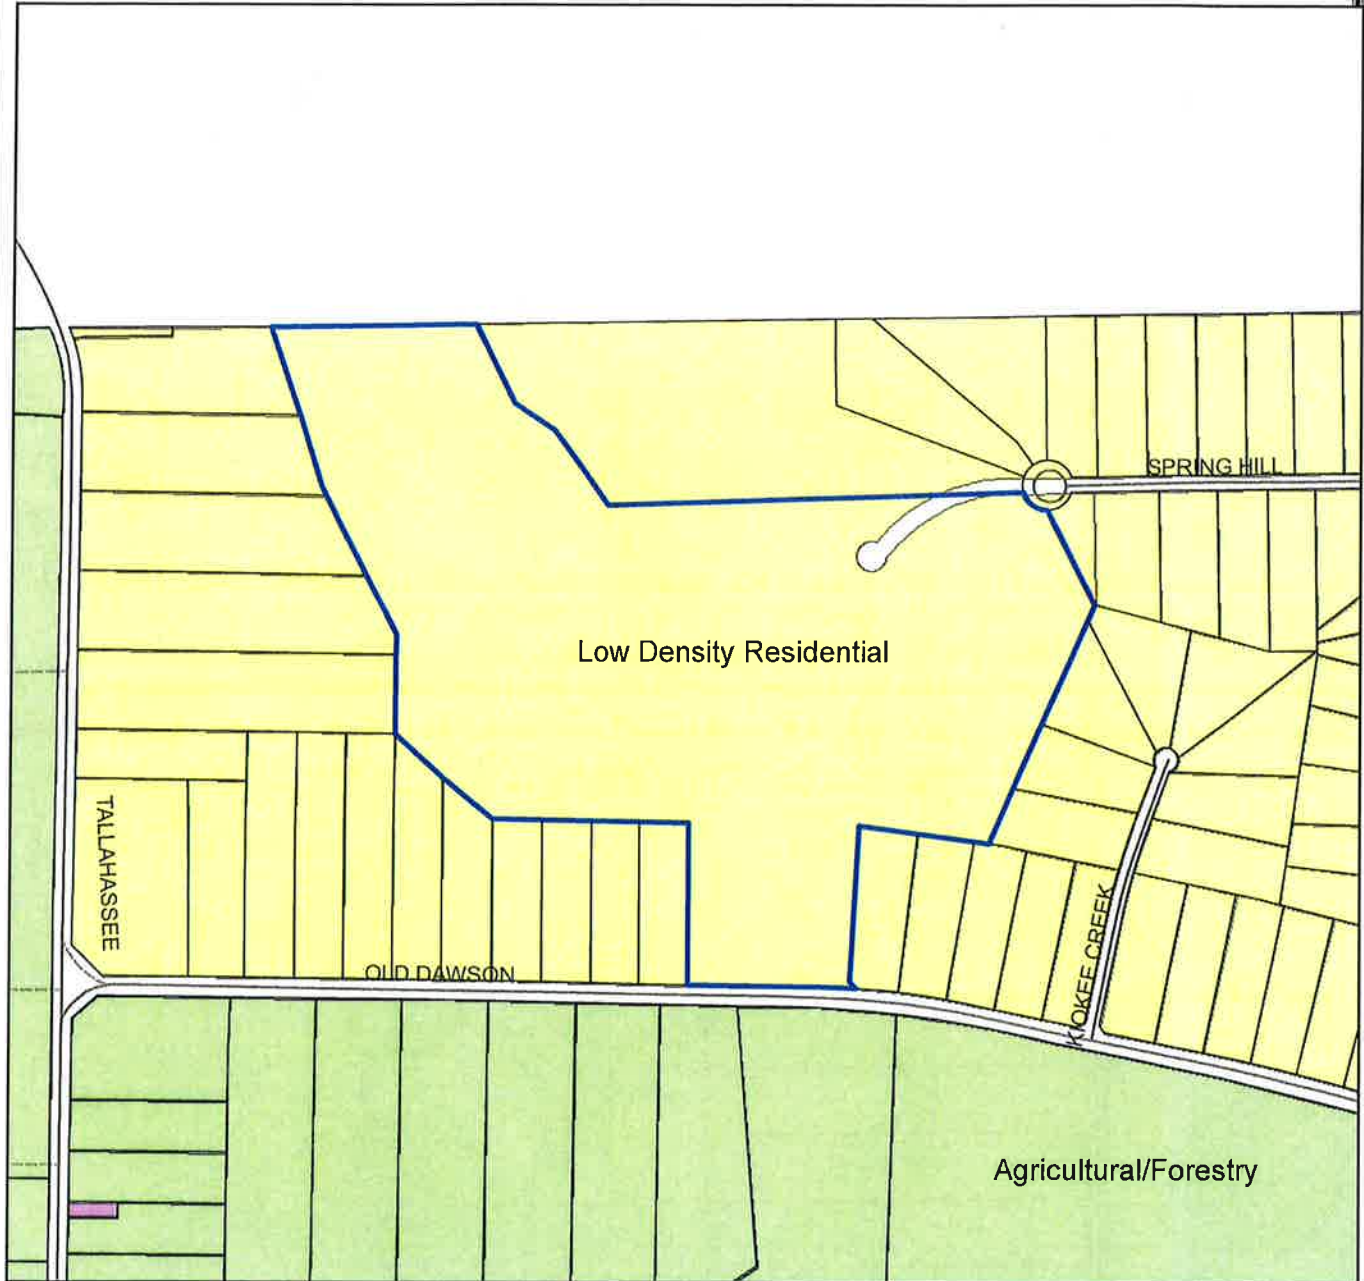 SPRING HILL
Low Density Residential
TALLAHASSEE
OLD DAWSON
KIOKEE CREEK
Agricultural/Forestry